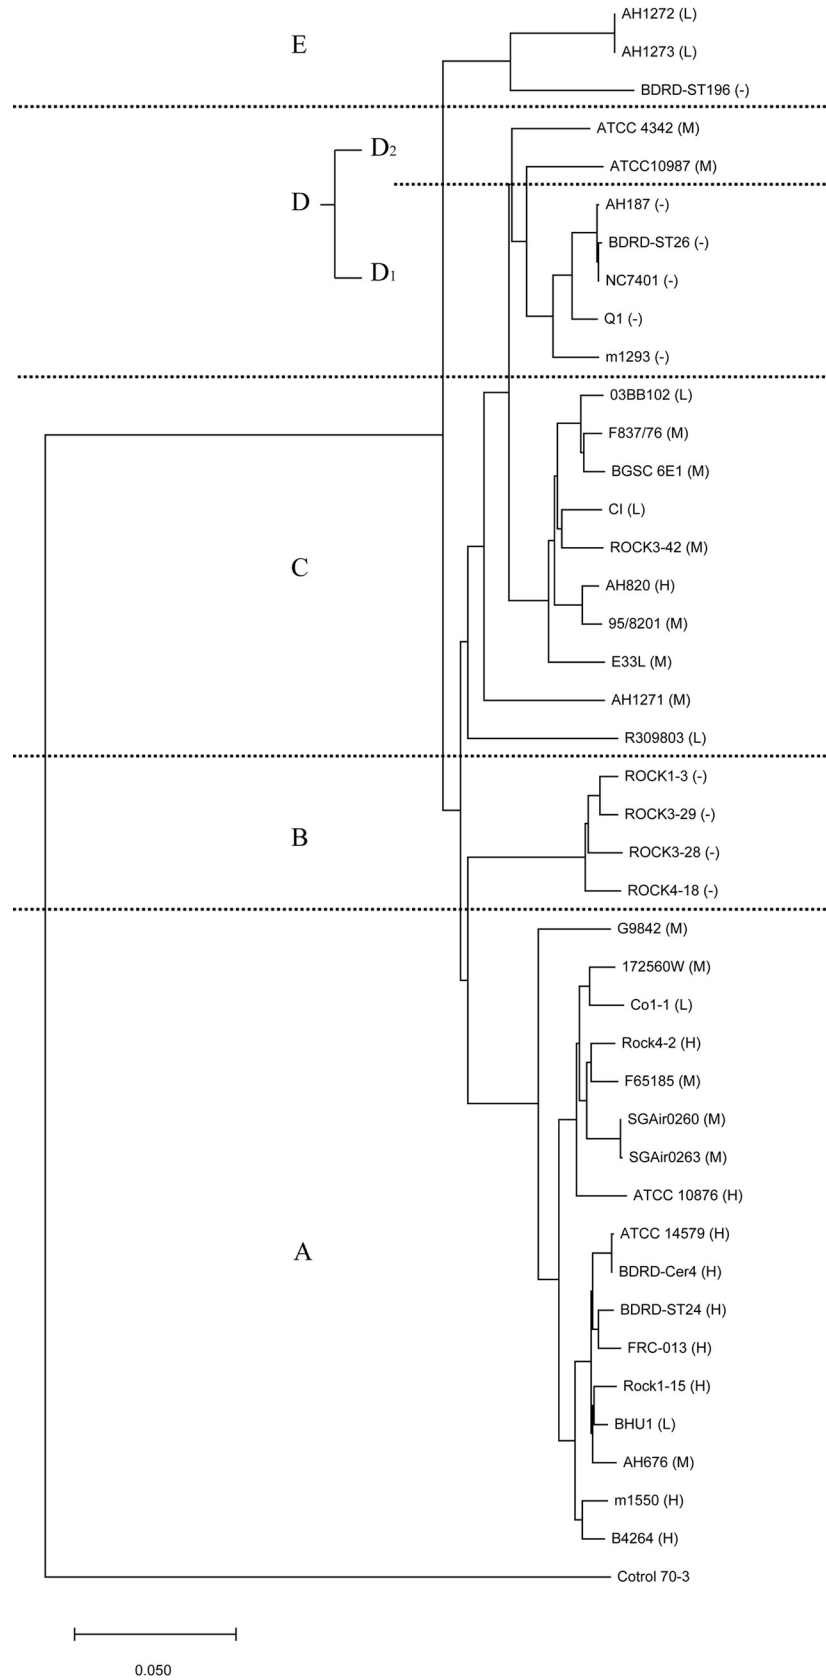 AH1272 (L)
E
AH1273 (L)
BDRD-ST196 (-)
ATCC 4342 (M)
D2
ATCC10987 (M)
D
AH187 (-)
BDRD-ST26 (-)
D1
NC7401 (-)
Q1 (-)
m1293 (-)
03BB102 (L)
F837/76 (M)
BGSC 6E1 (M)
CI (L)
ROCK3-42 (M)
C
AH820 (H)
95/8201 (M)
E33L (M)
AH1271 (M)
R309803 (L)
ROCK1-3 (-)
ROCK3-29 (-)
B
ROCK3-28 (-)
ROCK4-18 (-)
G9842 (M)
172560W (M)
Co1-1 (L)
Rock4-2 (H)
F65185 (M)
SGAir0260 (M)
SGAir0263 (M)
ATCC 10876 (H)
ATCC 14579 (H)
A
BDRD-Cer4 (H)
BDRD-ST24 (H)
FRC-013 (H)
Rock1-15 (H)
BHU1 (L)
AH676 (M)
m1550 (H)
B4264 (H)
Cotrol 70-3
0.050